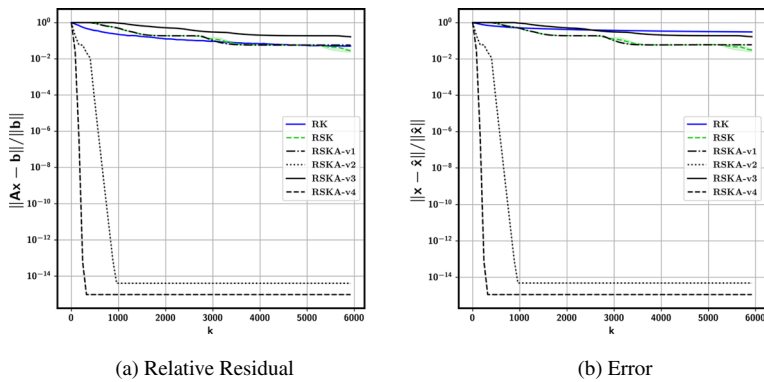 10^0
10^-2
10^-4
10^-6
10^-8
10^-10
10^-12
10^-14
||Ax − b||/||b||
RK
RSK
RSKA-v1
RSKA-v2
RSKA-v3
RSKA-v4
0 1000 2000 3000 4000 5000 6000
k
(a) Relative Residual
10^0
10^-2
10^-4
10^-6
10^-8
10^-10
10^-12
10^-14
||x − x̂||/||x̂||
RK
RSK
RSKA-v1
RSKA-v2
RSKA-v3
RSKA-v4
0 1000 2000 3000 4000 5000 6000
k
(b) Error